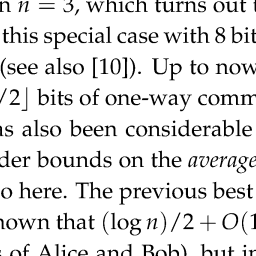 n = 3, which turns out t
this special case with 8 bit
(see also [10]). Up to now
/2⌋ bits of one-way comm
s also been considerable
der bounds on the average
o here. The previous best
nown that (log n)/2 + O(1
of Alice and Bob), but in